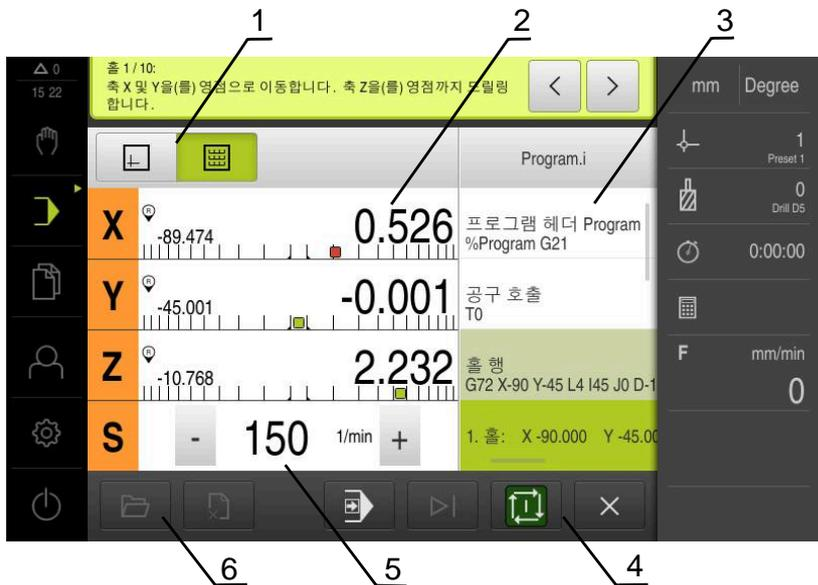 1
2
3
0
15 22
홀 1 / 10:
축 X 및 Y을(를) 영점으로 이동합니다. 축 Z을(를) 영점까지 드릴링
합니다.
< >
mm Degree
Program.i
1
Preset 1
X R -89.474 0.526
프로그램 헤더 Program
%Program G21
0
Drill D5
0:00:00
Y R -45.001 -0.001
공구 호출
T0
Z R -10.768 2.232
홀 행
G72 X-90 Y-45 L4 I45 J0 D-1
F mm/min
0
S - 150 1/min +
1. 홀: X -90.000 Y -45.00
6
5
4